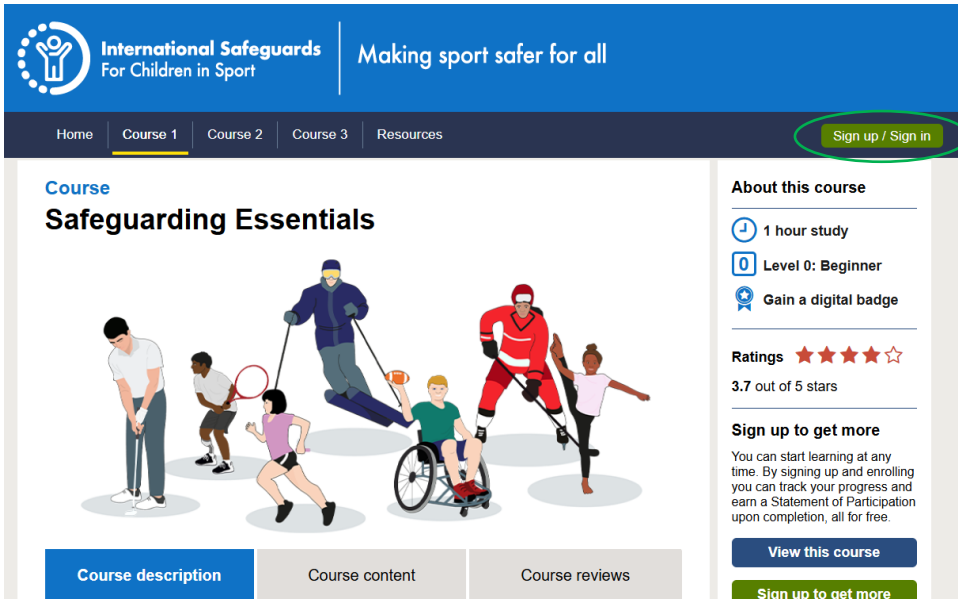 International Safeguards
For Children in Sport
Making sport safer for all
Home
Course 1
Course 2
Course 3
Resources
Sign up / Sign in
Course
Safeguarding Essentials
Course description
Course content
Course reviews
About this course
1 hour study
0
Level 0: Beginner
Gain a digital badge
Ratings
3.7 out of 5 stars
Sign up to get more
You can start learning at any
time. By signing up and enrolling
you can track your progress and
earn a Statement of Participation
upon completion, all for free.
View this course
Sign up to get more